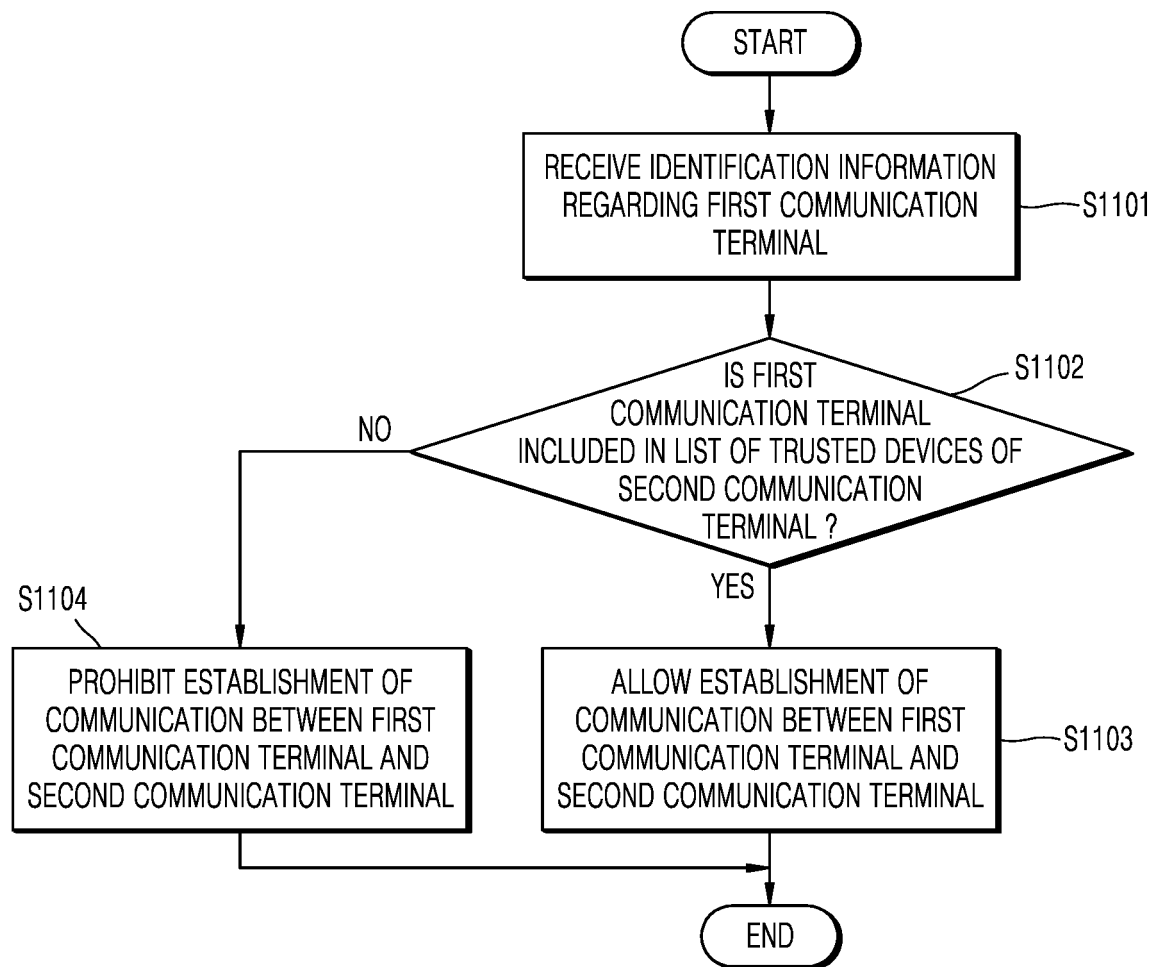 START
RECEIVE IDENTIFICATION INFORMATION
REGARDING FIRST COMMUNICATION
TERMINAL
S1101
IS FIRST
COMMUNICATION TERMINAL
INCLUDED IN LIST OF TRUSTED DEVICES OF
SECOND COMMUNICATION
TERMINAL ?
S1102
NO
YES
S1104
PROHIBIT ESTABLISHMENT OF
COMMUNICATION BETWEEN FIRST
COMMUNICATION TERMINAL AND
SECOND COMMUNICATION TERMINAL
ALLOW ESTABLISHMENT OF
COMMUNICATION BETWEEN FIRST
COMMUNICATION TERMINAL AND
SECOND COMMUNICATION TERMINAL
S1103
END